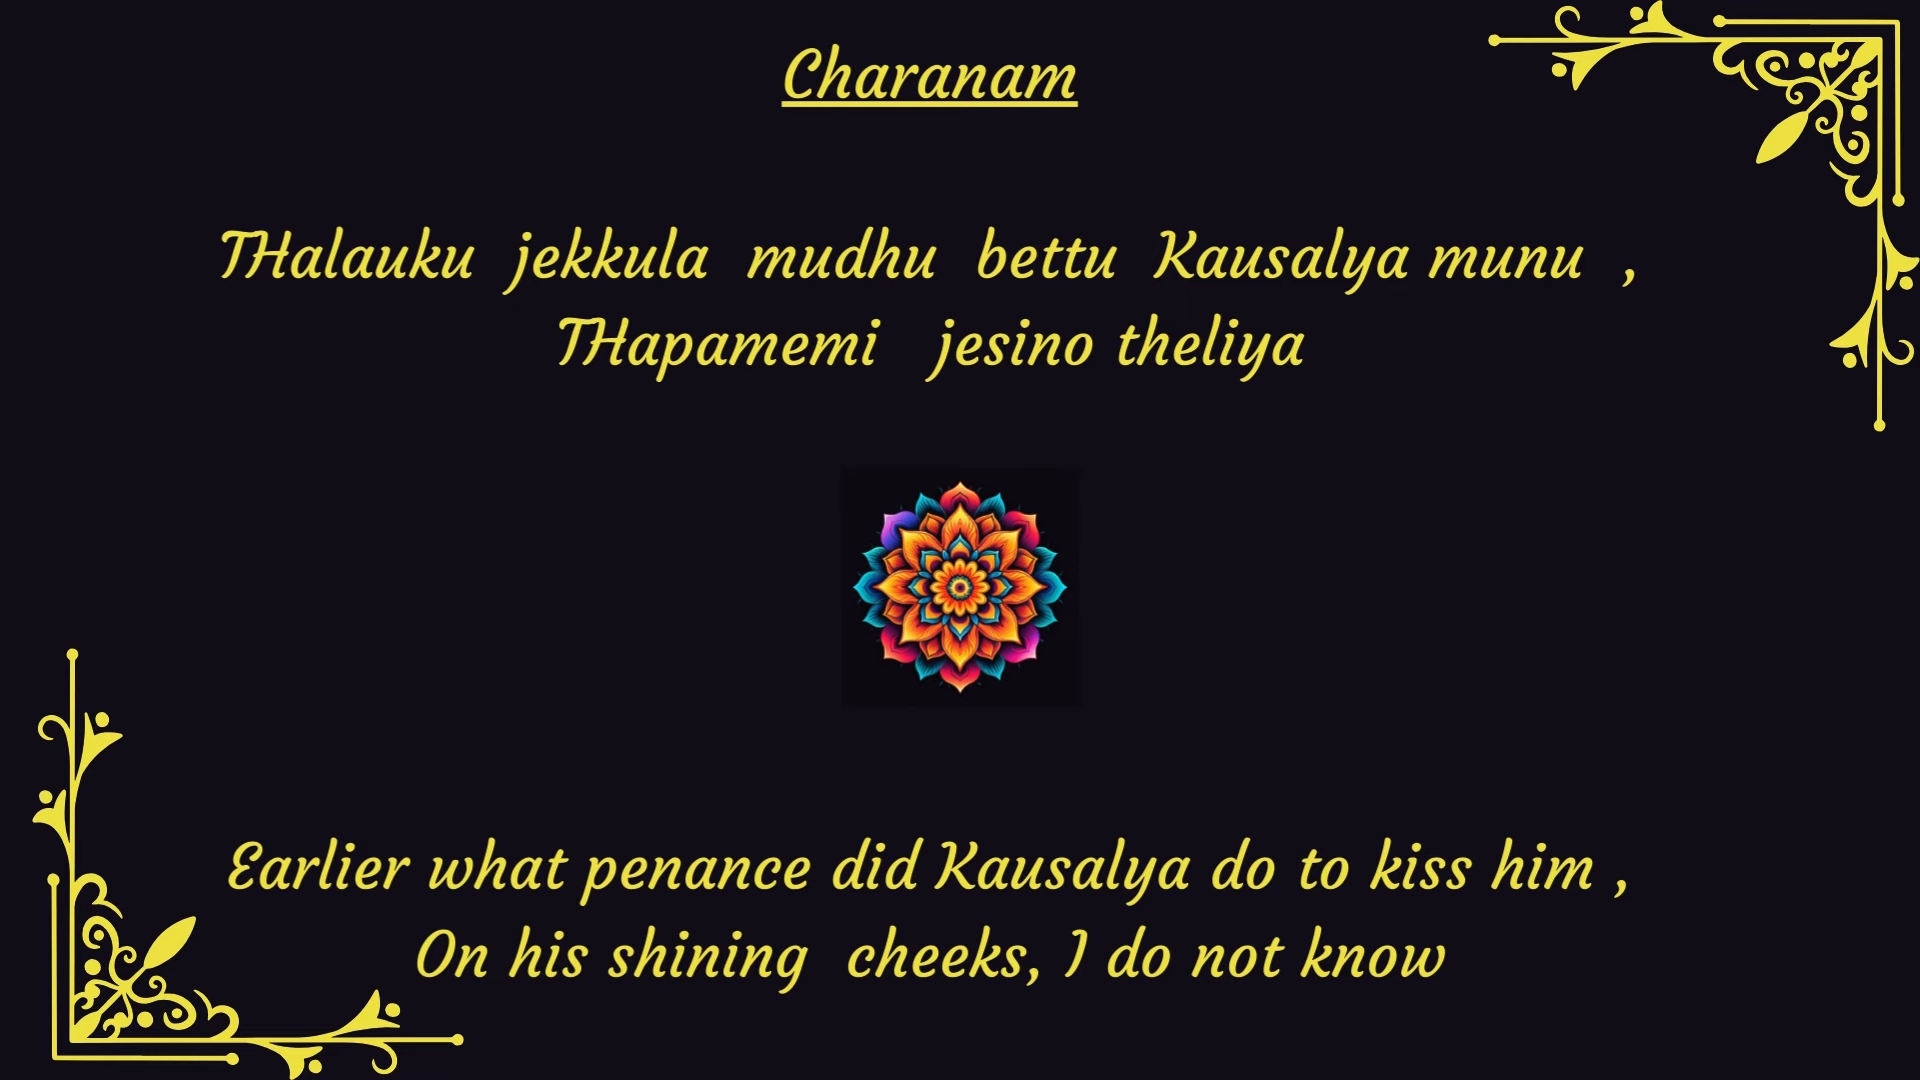 Charanam
THalauku jekkula mudhu bettu Kausalya munu ,
THapamemi jesino theliya
Earlier what penance did Kausalya do to kiss him ,
On his shining cheeks, I do not know